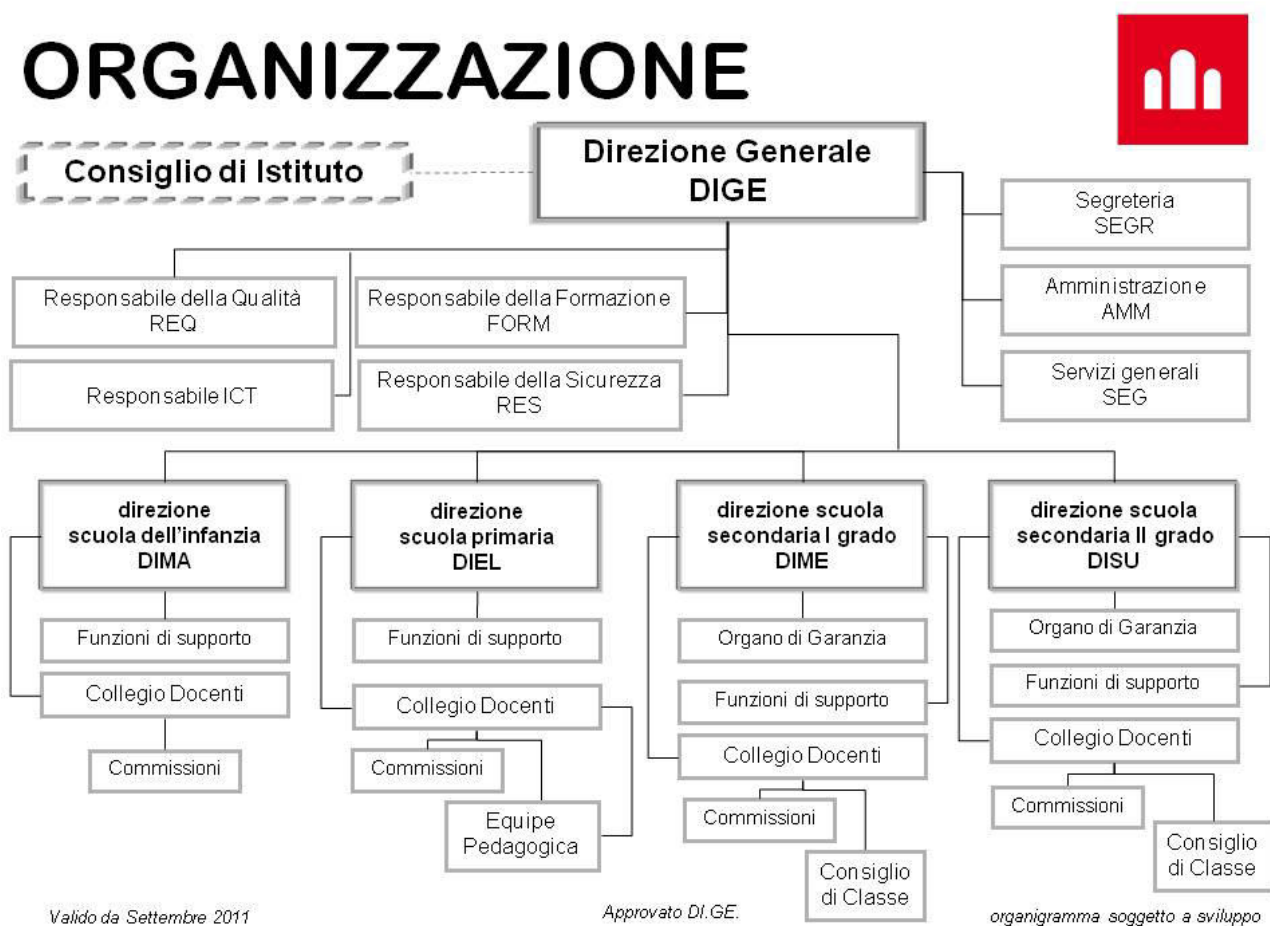 ORGANIZZAZIONE
Consiglio di Istituto
Direzione Generale
DIGE
Segreteria
SEGR
Amministrazione
AMM
Servizi generali
SEG
Responsabile della Qualità
REQ
Responsabile della Formazione
FORM
Responsabile ICT
Responsabile della Sicurezza
RES
direzione
scuola dell'infanzia
DIMA
direzione
scuola primaria
DIEL
direzione scuola
secondaria I grado
DIME
direzione scuola
secondaria II grado
DISU
Funzioni di supporto
Collegio Docenti
Commissioni
Funzioni di supporto
Collegio Docenti
Commissioni
Equipe
Pedagogica
Organo di Garanzia
Funzioni di supporto
Collegio Docenti
Commissioni
Consiglio
di Classe
Organo di Garanzia
Funzioni di supporto
Collegio Docenti
Commissioni
Consiglio
di Classe
Valido da Settembre 2011
Approvato DI.GE.
organigramma soggetto a sviluppo